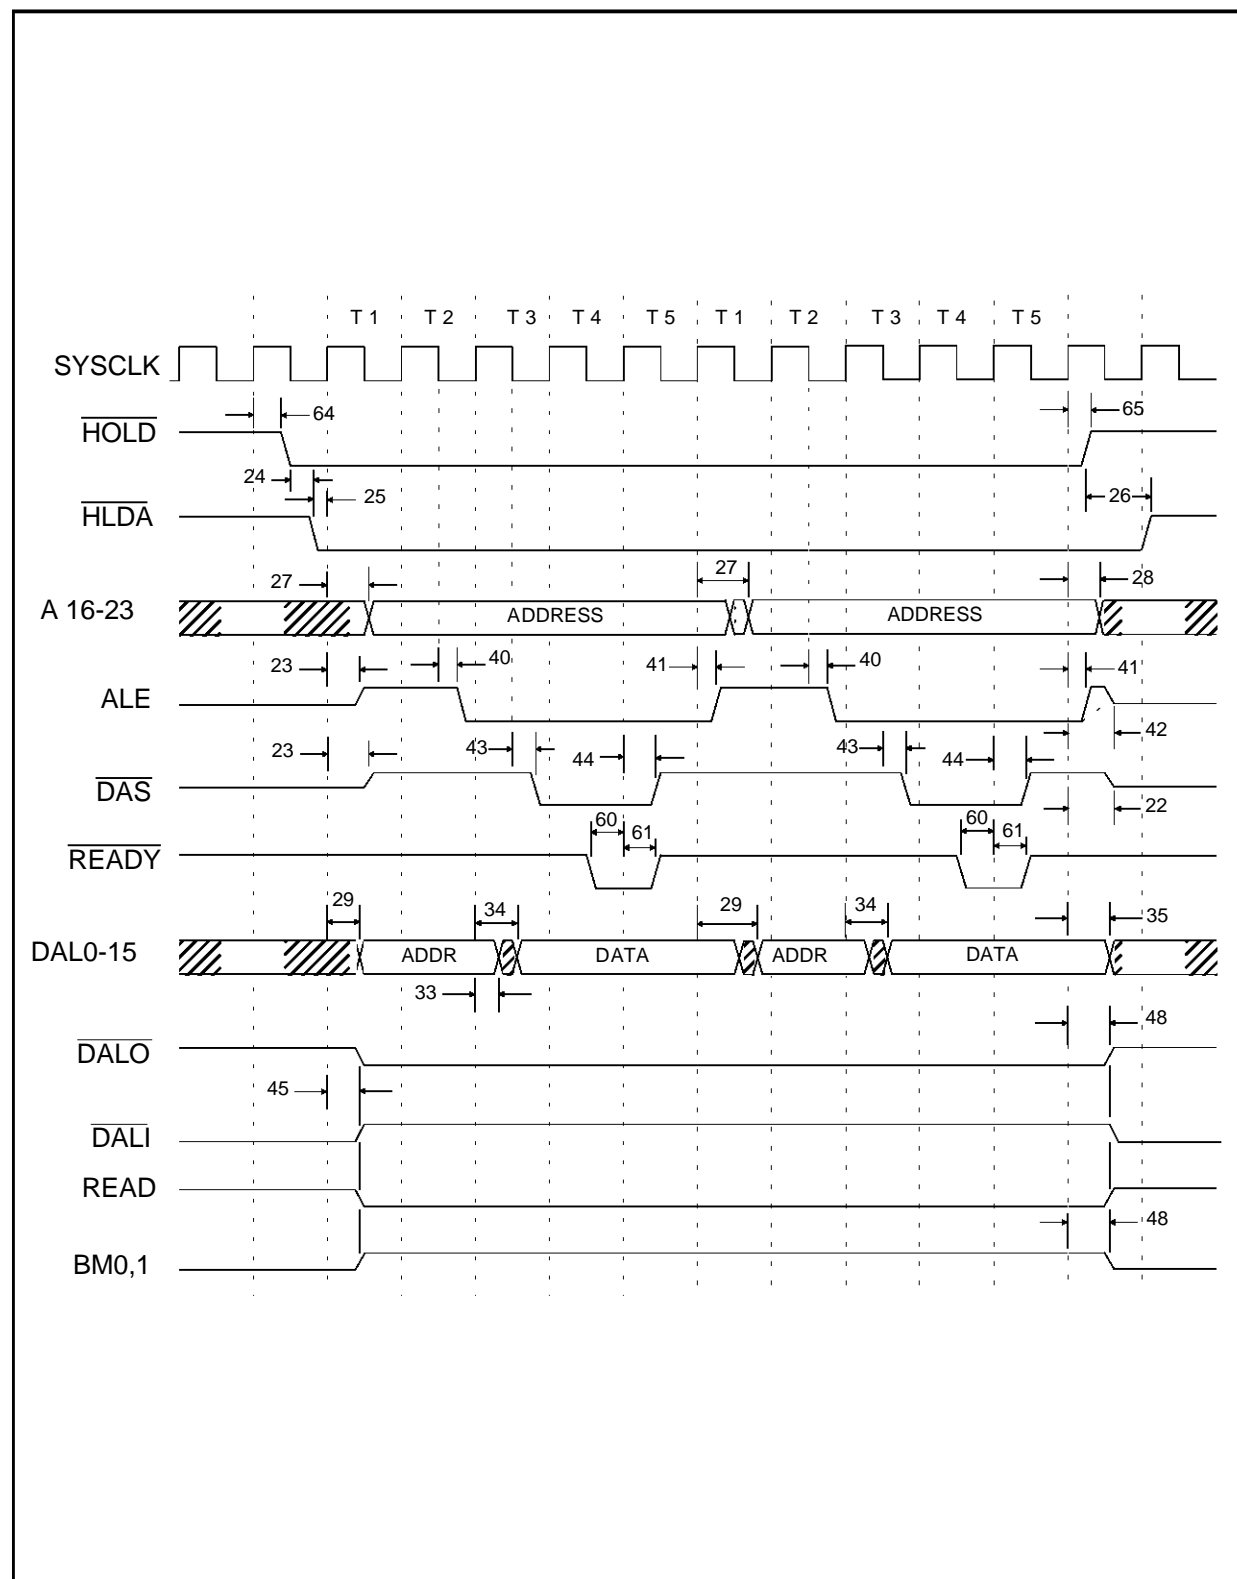 T 1 T 2 T 3 T 4 T 5 T 1 T 2 T 3 T 4 T 5
SYSCLK
64 65
HOLD
24 25 26
HLDA
27 27 28
A 16-23 ADDRESS ADDRESS
23 40 41 40 41
ALE
42
23 43 44 43 44
DAS
22
60 61 60 61
READY
29 34 29 34 35
DAL0-15 ADDR DATA ADDR DATA
33
48
DALO
45
DALI
READ
48
BM0,1